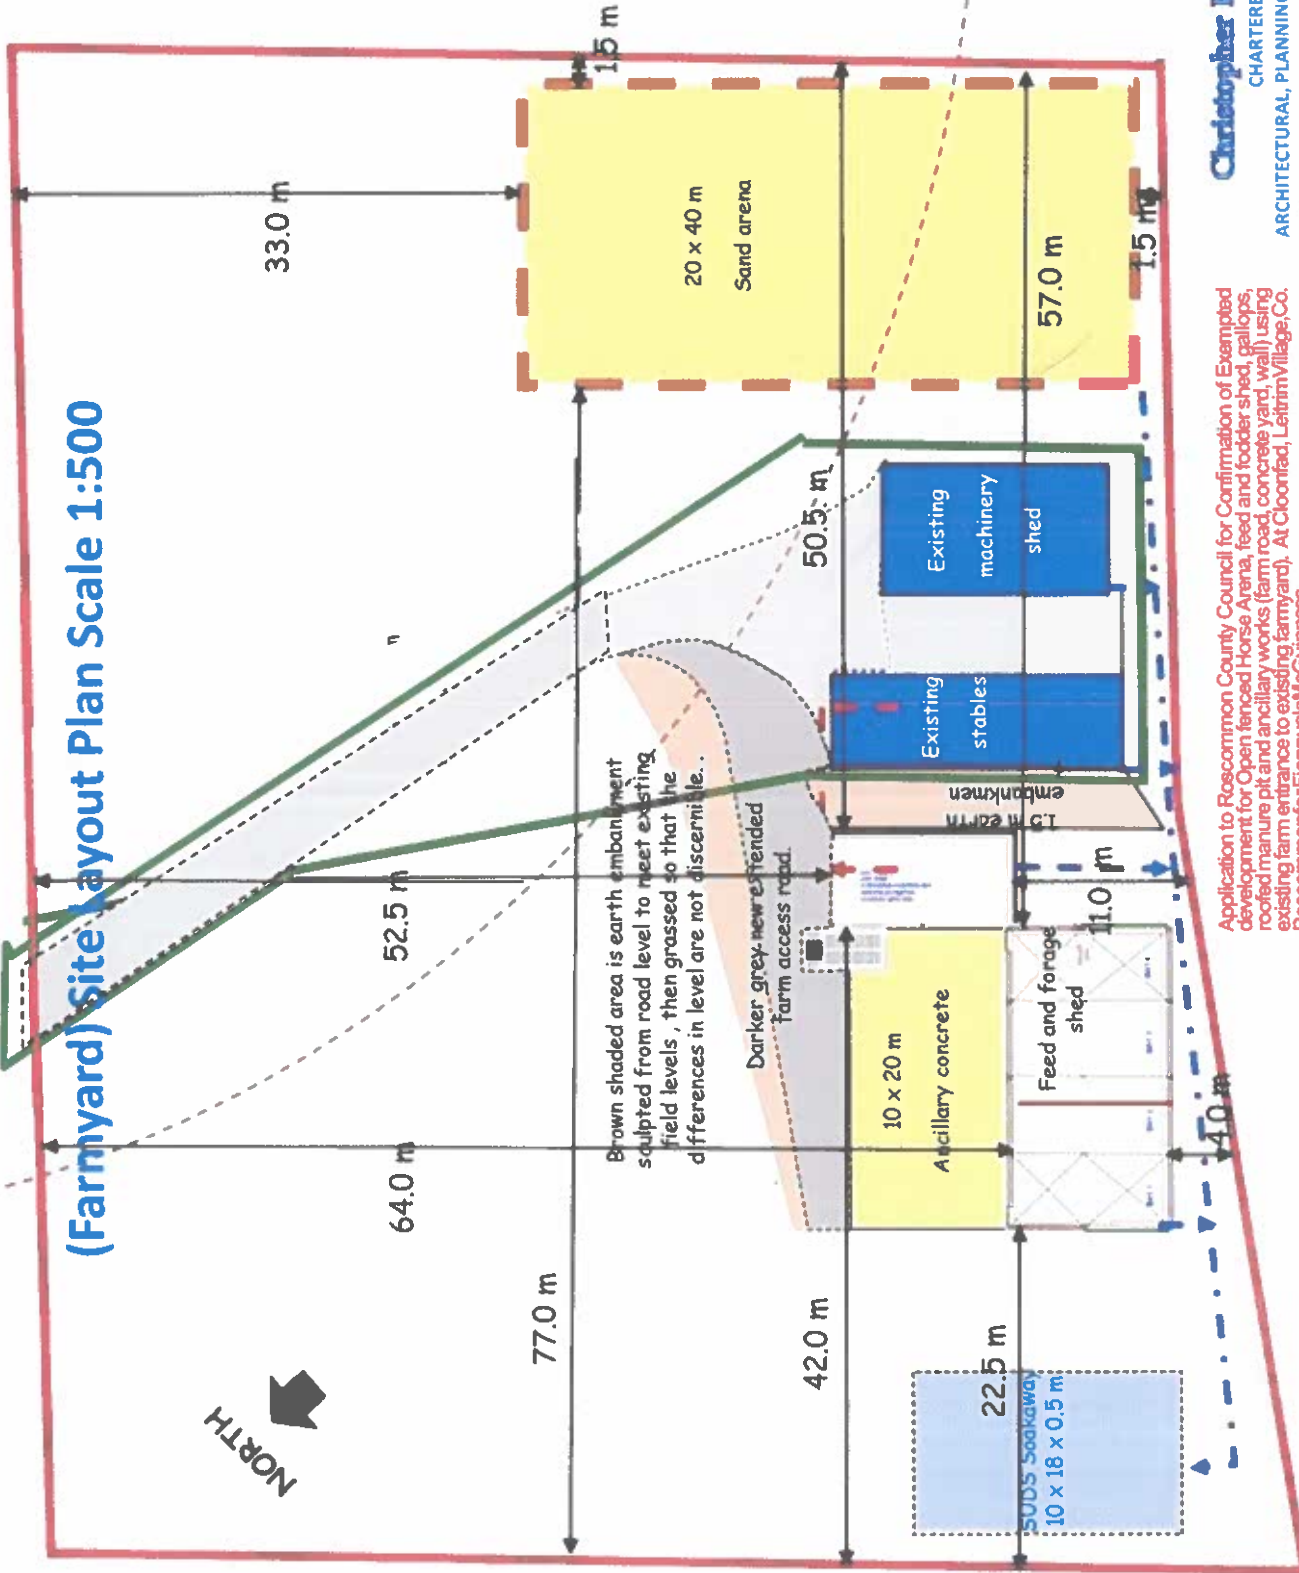 (Farmyard) Site Layout Plan Scale 1:500
NORTH
33.0 m
1.5 m
20 x 40 m
Sand arena
57.0 m
1.5 m
50.5 m
Existing
machinery
shed
Existing
stables
1.5 m earth
embankmen
52.5 m
Brown shaded area is earth embankment
sculpted from road level to meet existing
field levels, then grassed so that the
differences in level are not discernible..
Darker grey new extended
farm access road.
11.0 m
64.0 m
10 x 20 m
Ancillary concrete
Feed and forage
shed
4.0 m
77.0 m
42.0 m
22.5 m
SUDS Soakaway
10 x 18 x 0.5 m
Application to Roscommon County Council for Confirmation of Exempted
development for Open fenced Horse Arena, feed and fodder shed, gallops,
roofed manure pit and ancillary works (farm road, concrete yard, wall) using
existing farm entrance to existing farmyard). At Cloonfad, Leitrim Village,Co.
Christopher
CHARTERE
ARCHITECTURAL, PLANNING